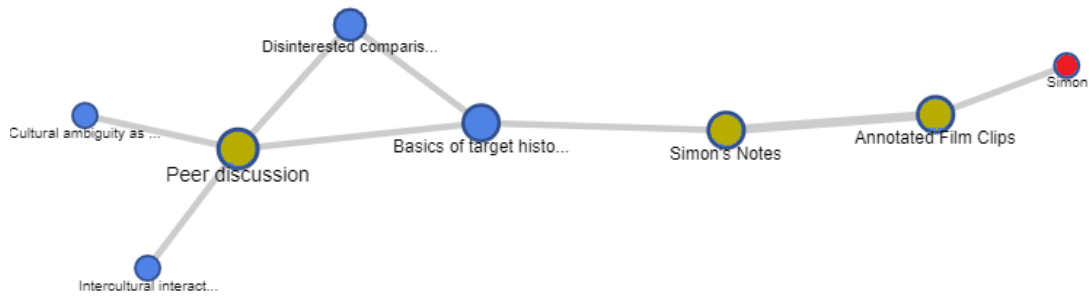 Disinterested comparis...
Simon
Cultural ambiguity as ...
Basics of target histo...
Simon's Notes
Annotated Film Clips
Peer discussion
Intercultural interact...